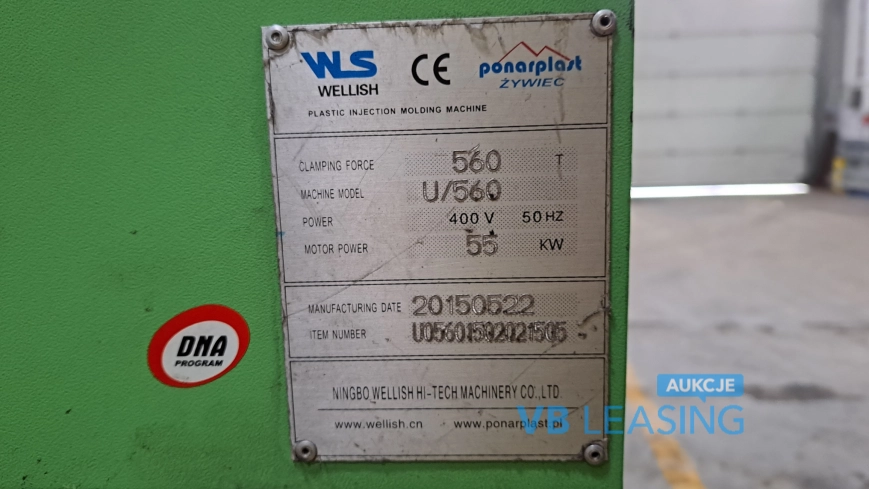 WLS
WELLISH
CE
ponarplast
ŻYWIEC
PLASTIC INJECTION MOLDING MACHINE
CLAMPING FORCE 560 T
MACHINE MODEL U/560
POWER 400 V 50 HZ
MOTOR POWER 55 KW
MANUFACTURING DATE 20150522
ITEM NUMBER U05601502021505
DNA
PROGRAM
NINGBO WELLISH HI-TECH MACHINERY CO.,LTD
www.wellish.cn www.ponarplast.pl
AUKCJE
VB LEASING